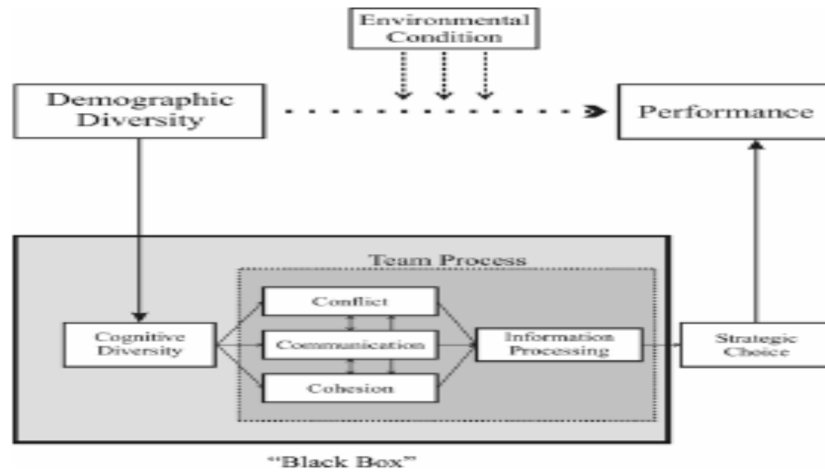 Environmental
Condition
Demographic
Diversity
Performance
Team Process
Conflict
Cognitive
Diversity
Communication
Information
Processing
Strategic
Choice
Cohesion
“Black Box”